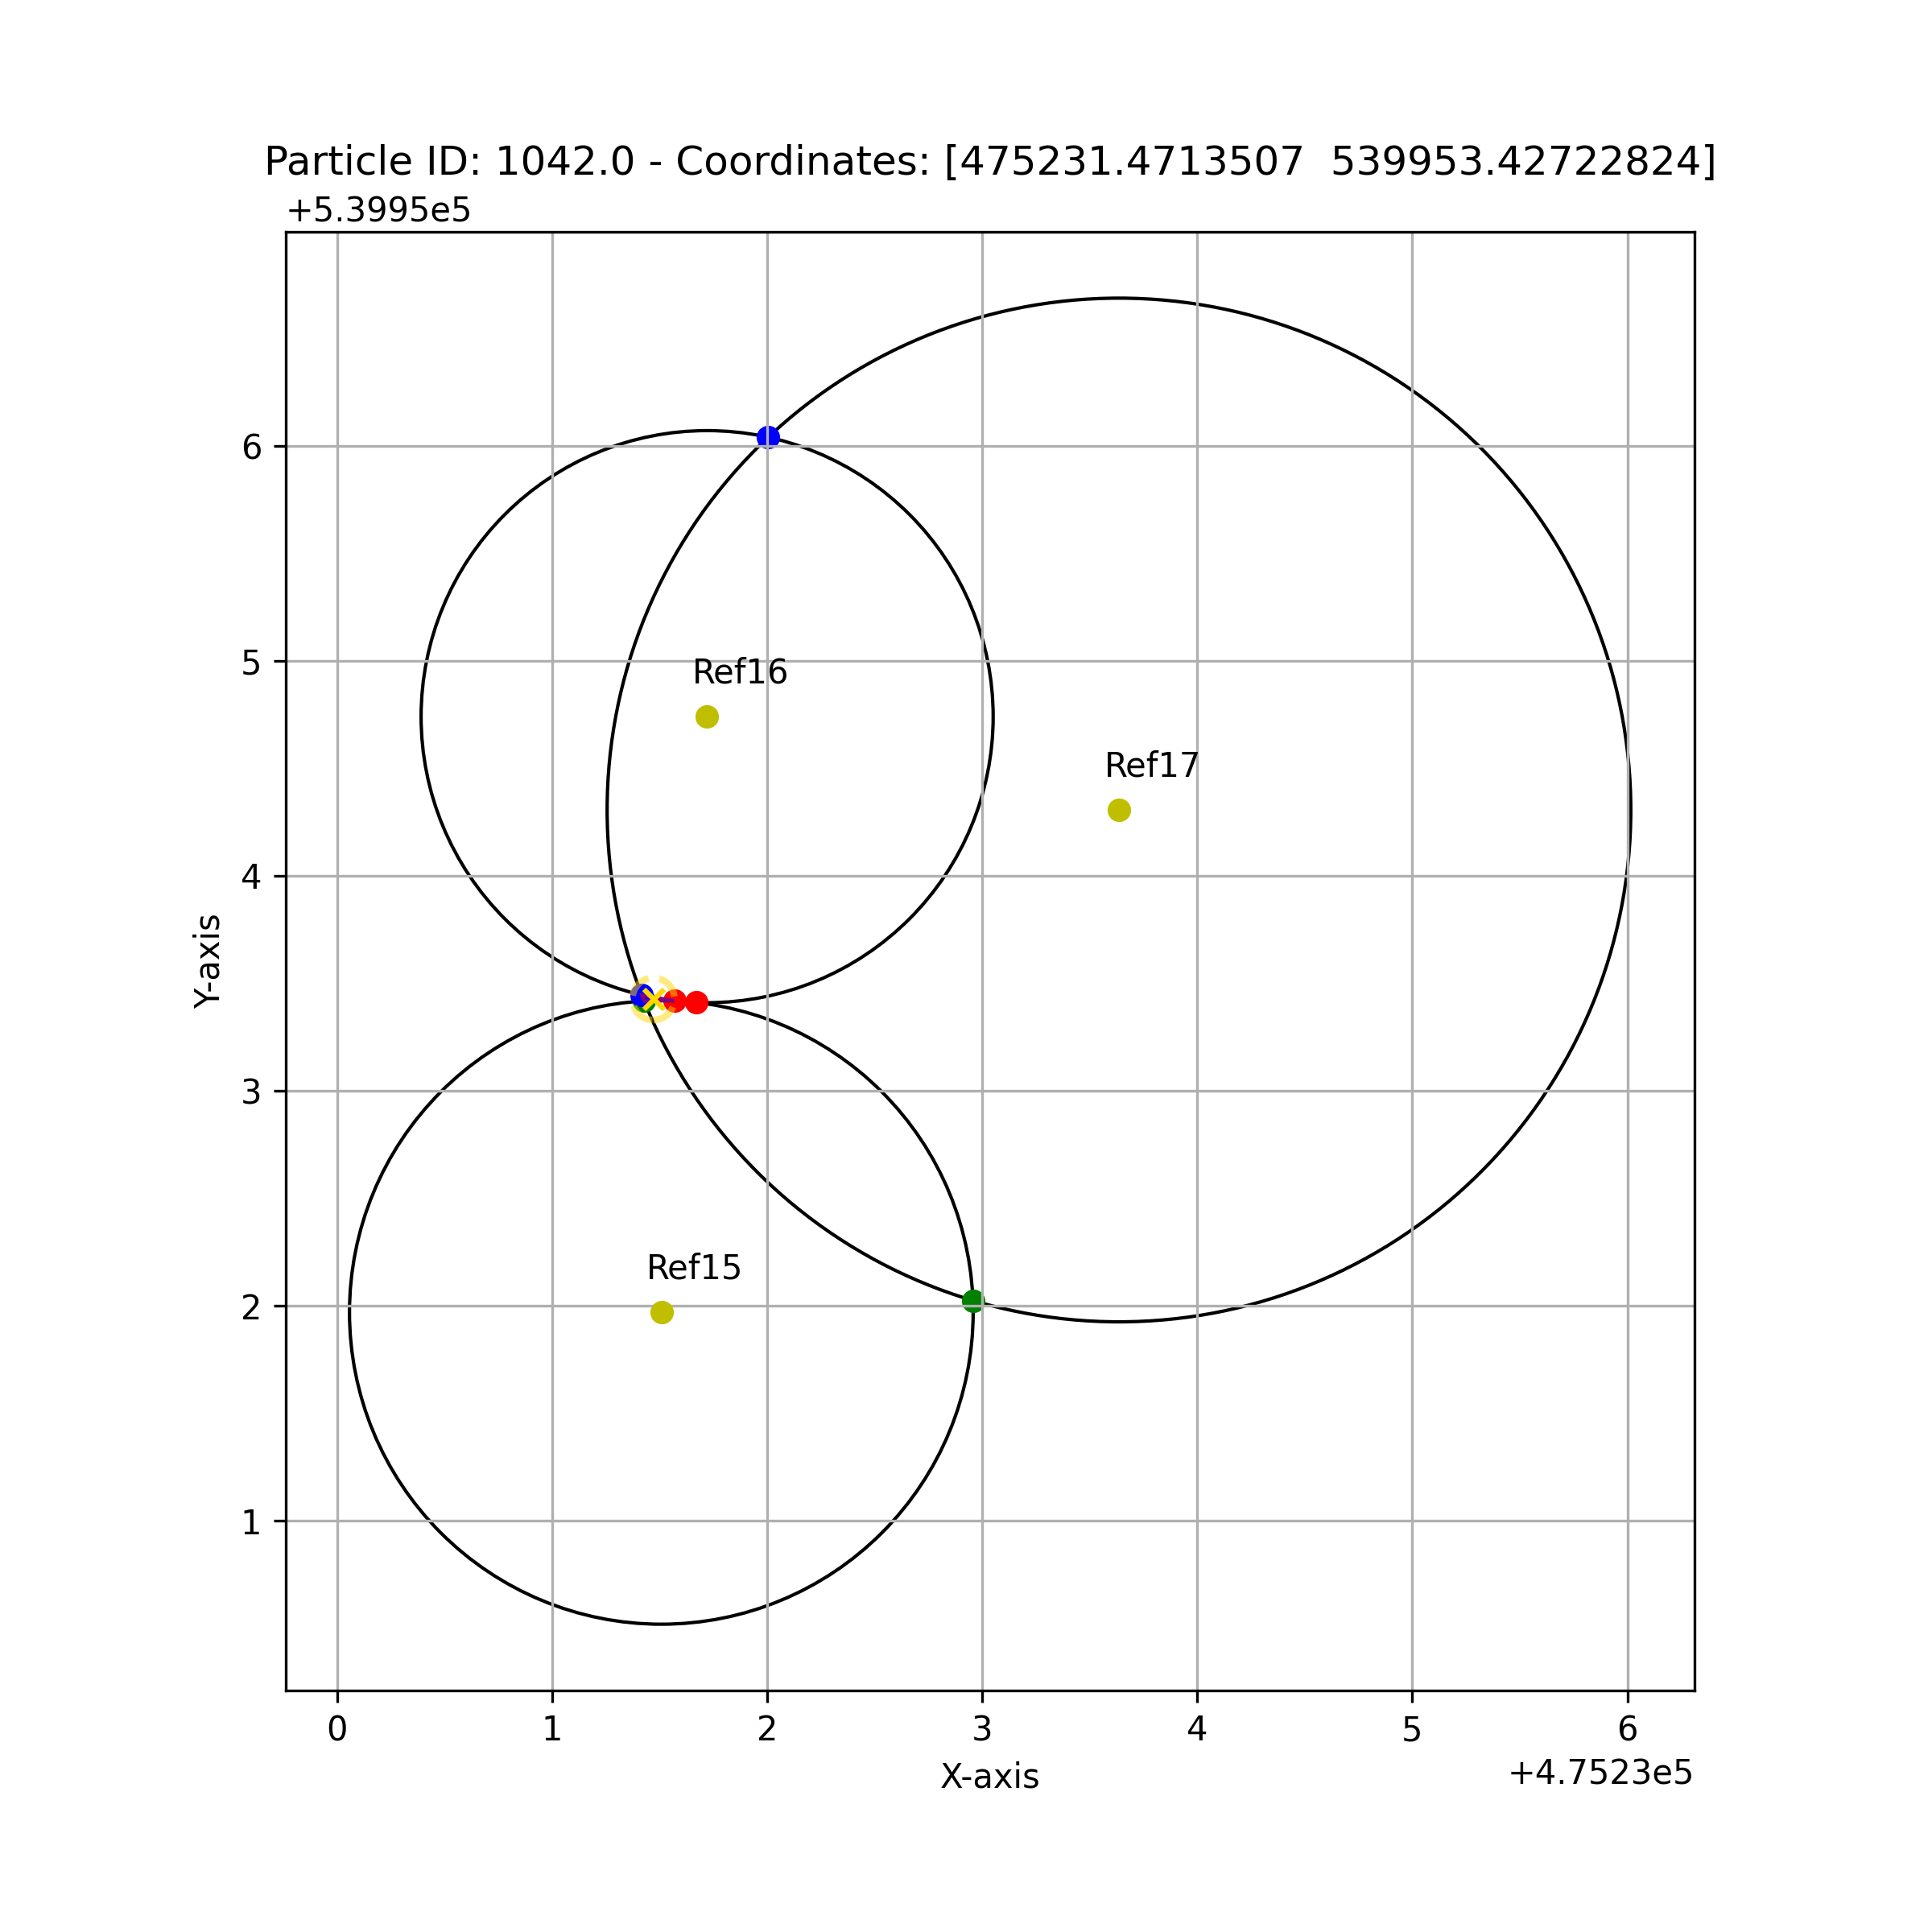 Particle ID: 1042.0 - Coordinates: [475231.4713507  539953.42722824]
+5.3995e5
6
5
4
3
2
1
Y-axis
Ref16
Ref17
Ref15
0 1 2 3 4 5 6
X-axis
+4.7523e5